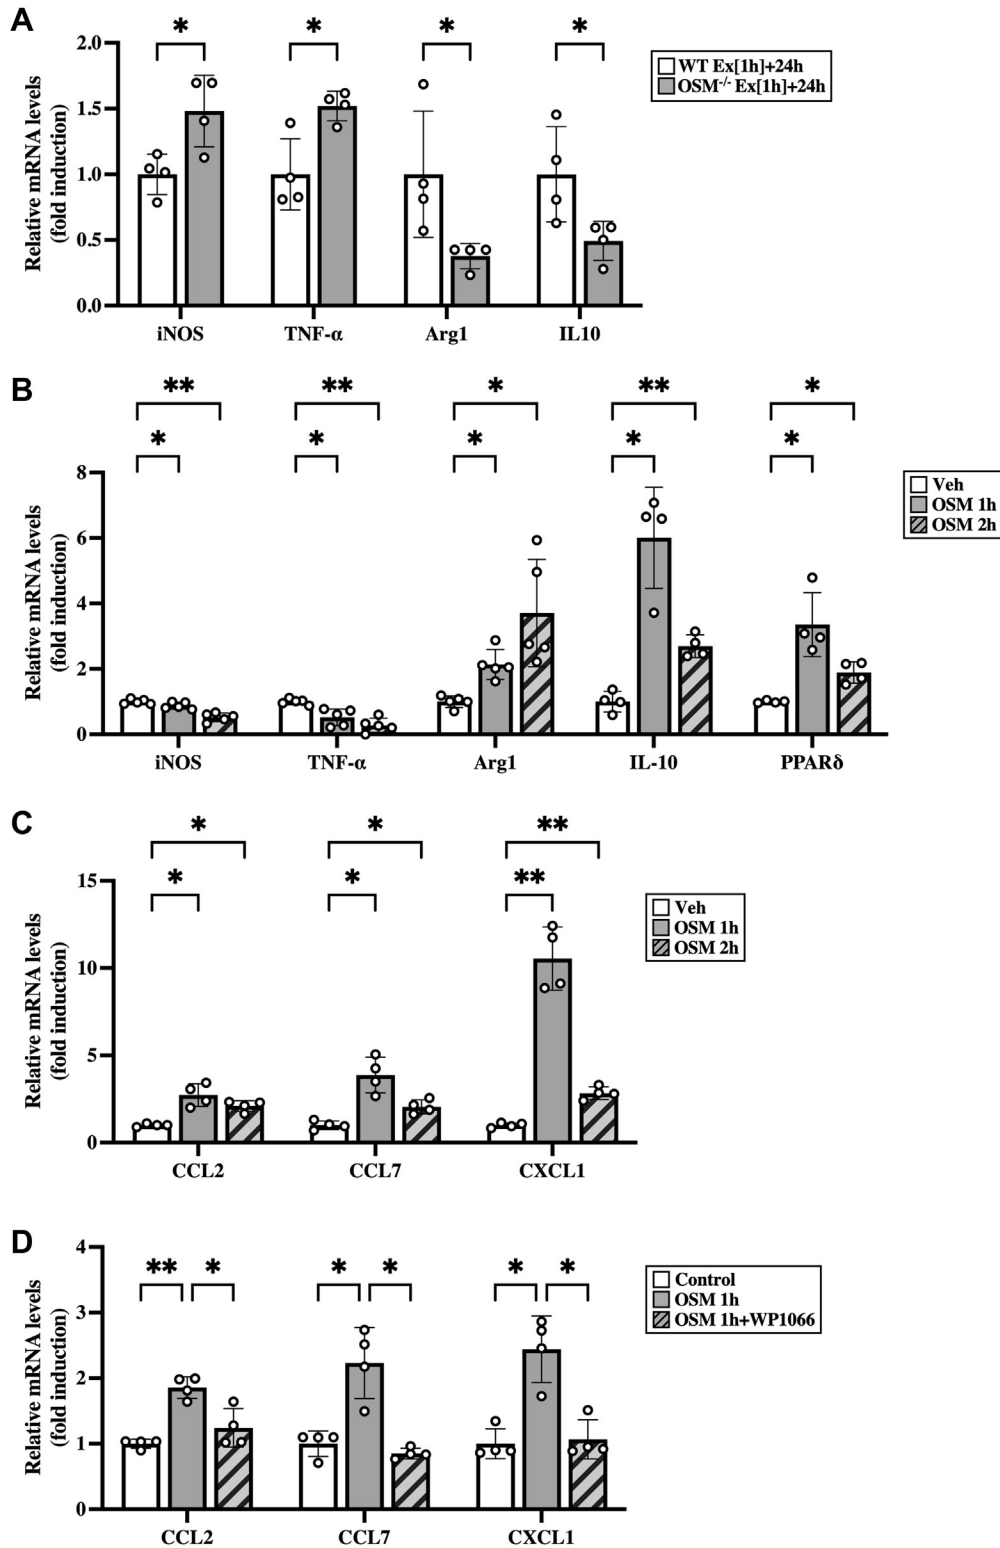 A
* * * *
2.0
1.5
1.0
0.5
0.0
Relative mRNA levels
(fold induction)
WT Ex[1h]+24h
OSM-/- Ex[1h]+24h
iNOS TNF-α Arg1 IL10
B
** ** * ** *
* * * * *
8
6
4
2
0
Relative mRNA levels
(fold induction)
Veh
OSM 1h
OSM 2h
iNOS TNF-α Arg1 IL-10 PPARδ
C
* * **
* * **
15
10
5
0
Relative mRNA levels
(fold induction)
Veh
OSM 1h
OSM 2h
CCL2 CCL7 CXCL1
D
** * * * * *
4
3
2
1
0
Relative mRNA levels
(fold induction)
Control
OSM 1h
OSM 1h+WP1066
CCL2 CCL7 CXCL1